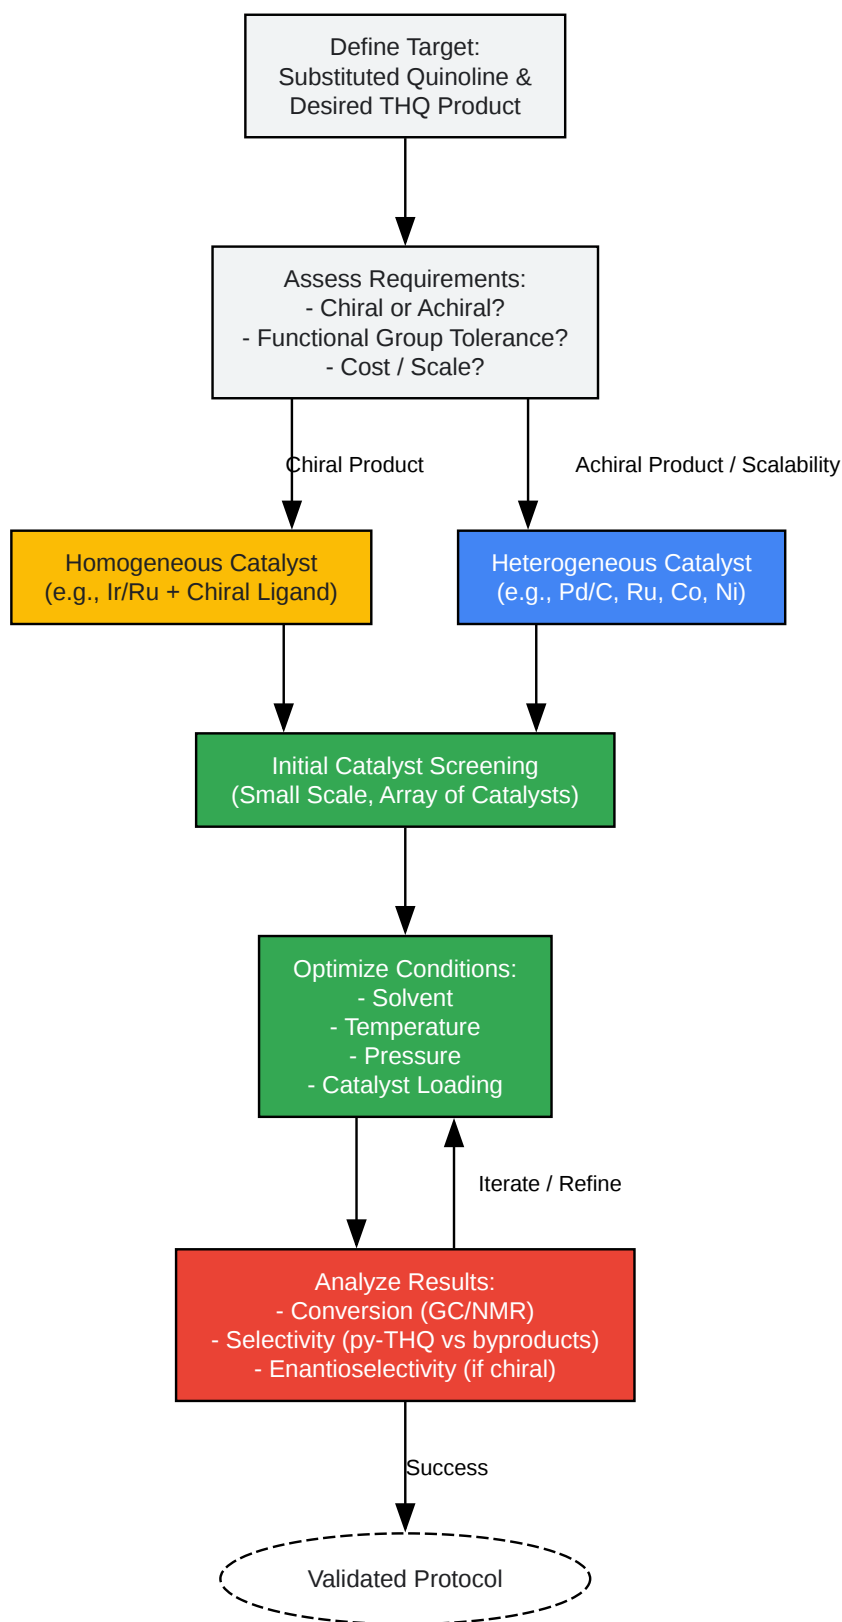 Define Target:
Substituted Quinoline &
Desired THQ Product
Assess Requirements:
- Chiral or Achiral?
- Functional Group Tolerance?
- Cost / Scale?
Chiral Product
Achiral Product / Scalability
Homogeneous Catalyst
(e.g., Ir/Ru + Chiral Ligand)
Heterogeneous Catalyst
(e.g., Pd/C, Ru, Co, Ni)
Initial Catalyst Screening
(Small Scale, Array of Catalysts)
Optimize Conditions:
- Solvent
- Temperature
- Pressure
- Catalyst Loading
Iterate / Refine
Analyze Results:
- Conversion (GC/NMR)
- Selectivity (py-THQ vs byproducts)
- Enantioselectivity (if chiral)
Success
Validated Protocol